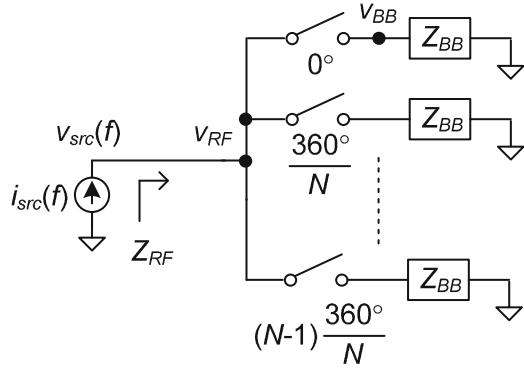 v_BB
Z_BB
0°
v_src(f)
v_RF
360°
N
Z_BB
i_src(f)
Z_RF
Z_BB
(N-1) 360°
N